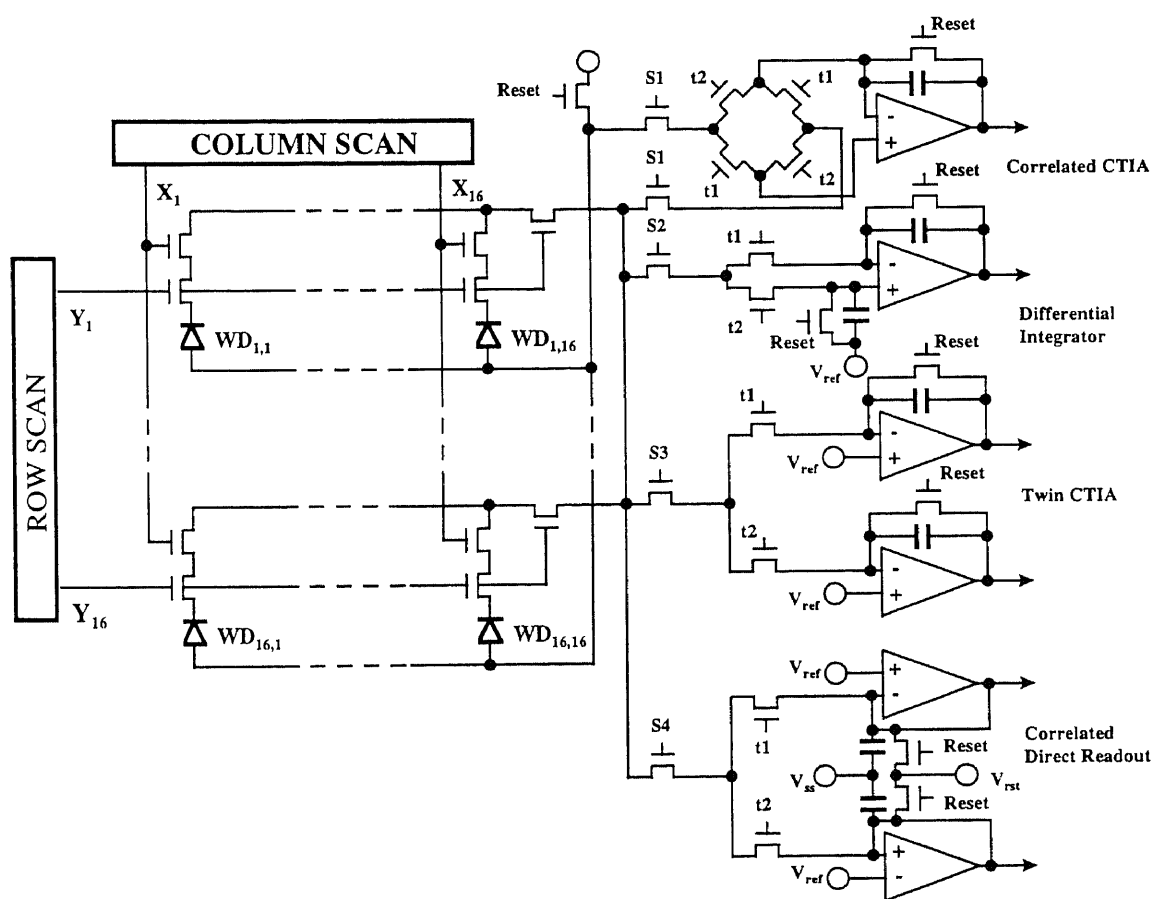 Reset
t2
t1
S1
Reset
COLUMN SCAN
Correlated CTIA
X1
X16
S1
t1
t2
Reset
S2
t1
ROW SCAN
Y1
WD1,1
WD1,16
t2
Reset
Differential
Integrator
Vref
Reset
t1
S3
Vref
Reset
Twin CTIA
t2
Y16
WD16,1
WD16,16
Vref
Vref
S4
t1
Reset
Correlated
Direct Readout
Vss
Vrst
Reset
t2
Vref
-
+
-
+
-
+
-
+
+
-
+
-